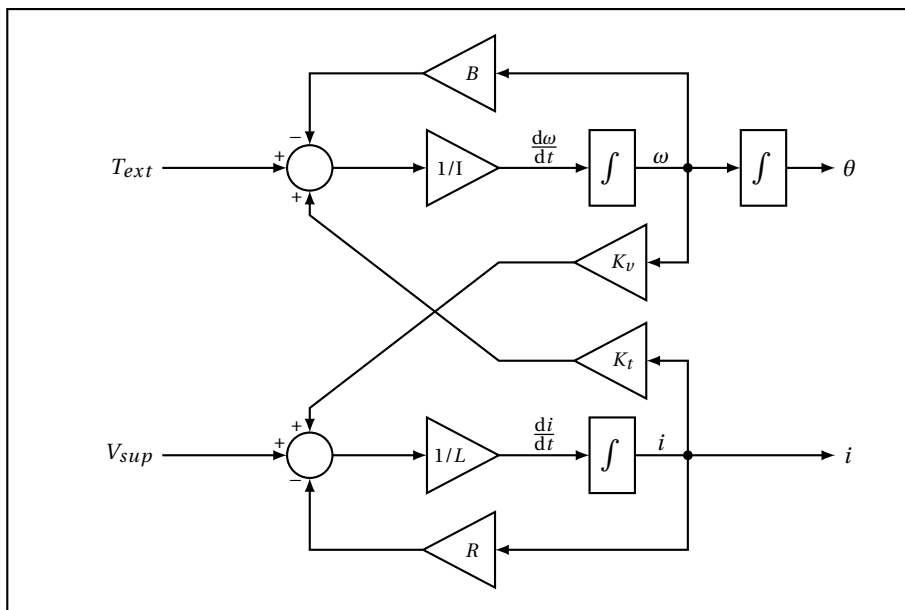 B
−
T_ext
+
+
1/I
dω/dt
∫
ω
∫
θ
K_v
K_t
+
V_sup
+
−
1/L
di/dt
∫
i
i
R